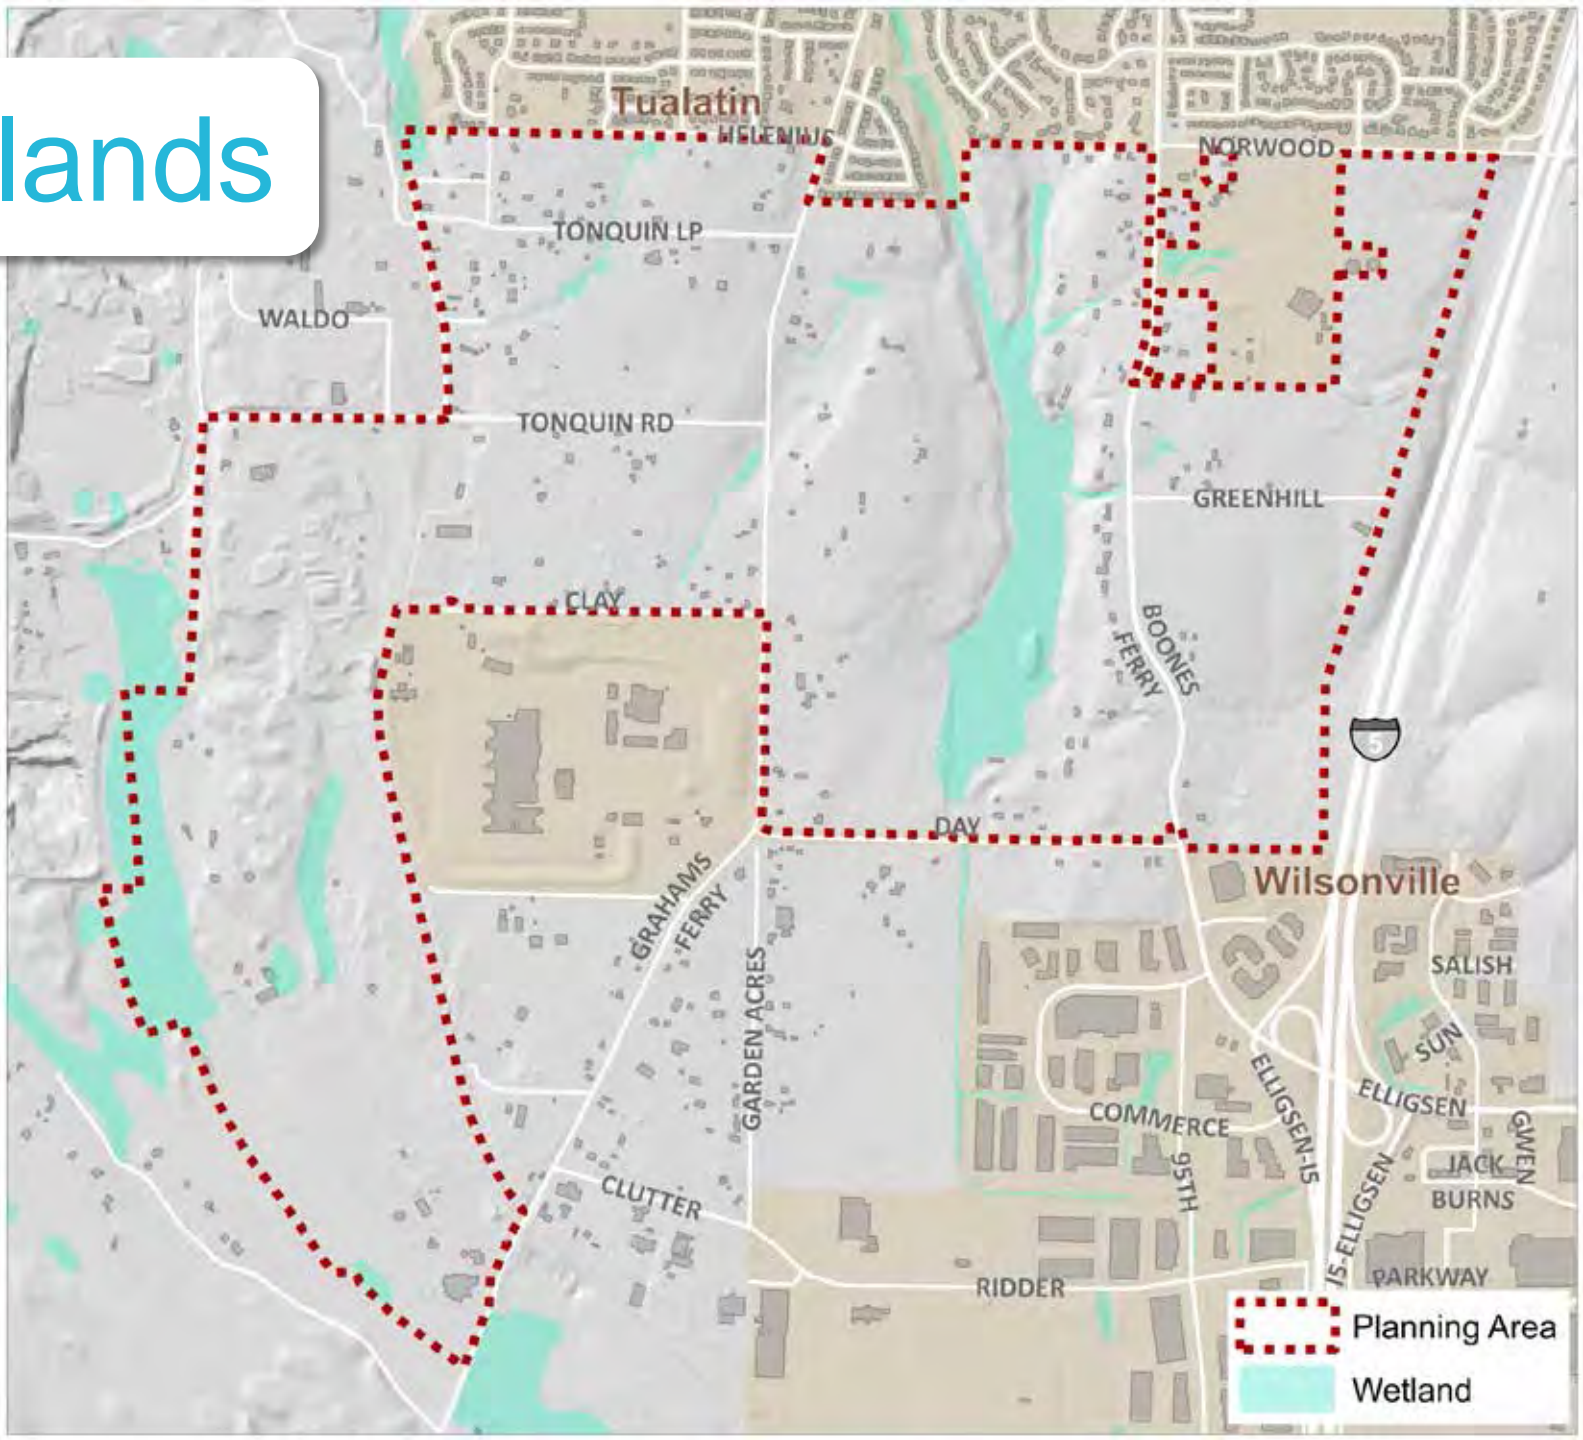 Tualatin
HELENIUS
NORWOOD
lands
TONQUIN LP
WALDO
TONQUIN RD
GREENHILL
CLAY
BOONES
FERRY
5
DAY
Wilsonville
GRAHAMS
FERRY
GARDEN ACRES
SALISH
SUN
ELLIGSEN-I5
ELLIGSEN
COMMERCE
GWEN
95TH
JACK
BURNS
CLUTTER
I5-ELLIGSEN
RIDDER
PARKWAY
Planning Area
Wetland